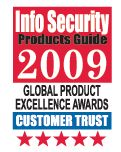 Info Security
Products Guide
2009
GLOBAL PRODUCT
EXCELLENCE AWARDS
CUSTOMER TRUST